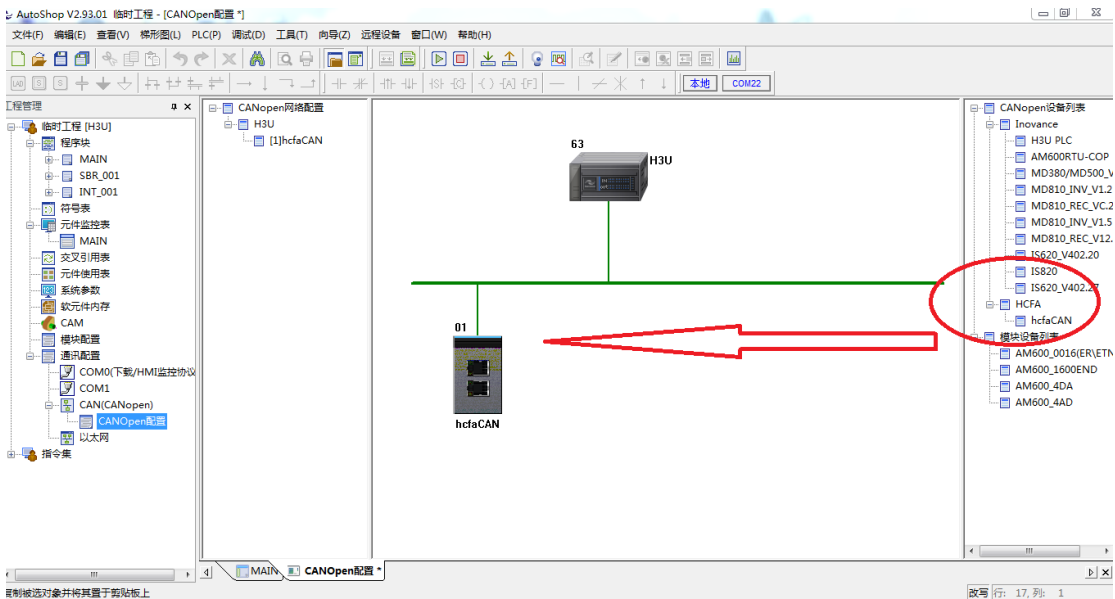 AutoShop V2.93.01 临时工程 - [CANOpen配置 *]
文件(F) 编辑(E) 查看(V) 梯形图(L) PLC(P) 调试(D) 工具(T) 向导(Z) 远程设备 窗口(W) 帮助(H)
本地 COM22
工程管理
临时工程 [H3U]
程序块
MAIN
SBR_001
INT_001
符号表
元件监控表
MAIN
交叉引用表
元件使用表
系统参数
软元件内存
CAM
模块配置
通讯配置
COM0(下载/HMI监控协议
COM1
CAN(CANopen)
CANOpen配置
以太网
指令集
CANopen网络配置
H3U
[1]hcfaCAN
63
H3U
01
hcfaCAN
CANopen设备列表
Inovance
H3U PLC
AM600RTU-COP
MD380/MD500_V
MD810_INV_V1.2
MD810_REC_VC.2
MD810_INV_V1.5
MD810_REC_V12.
IS620_V402.20
IS820
IS620_V402.27
HCFA
hcfaCAN
模块设备列表
AM600_0016(ER\ETN
AM600_1600END
AM600_4DA
AM600_4AD
MAIN CANOpen配置 *
复制被选对象并将其置于剪贴板上
改写 行: 17, 列: 1